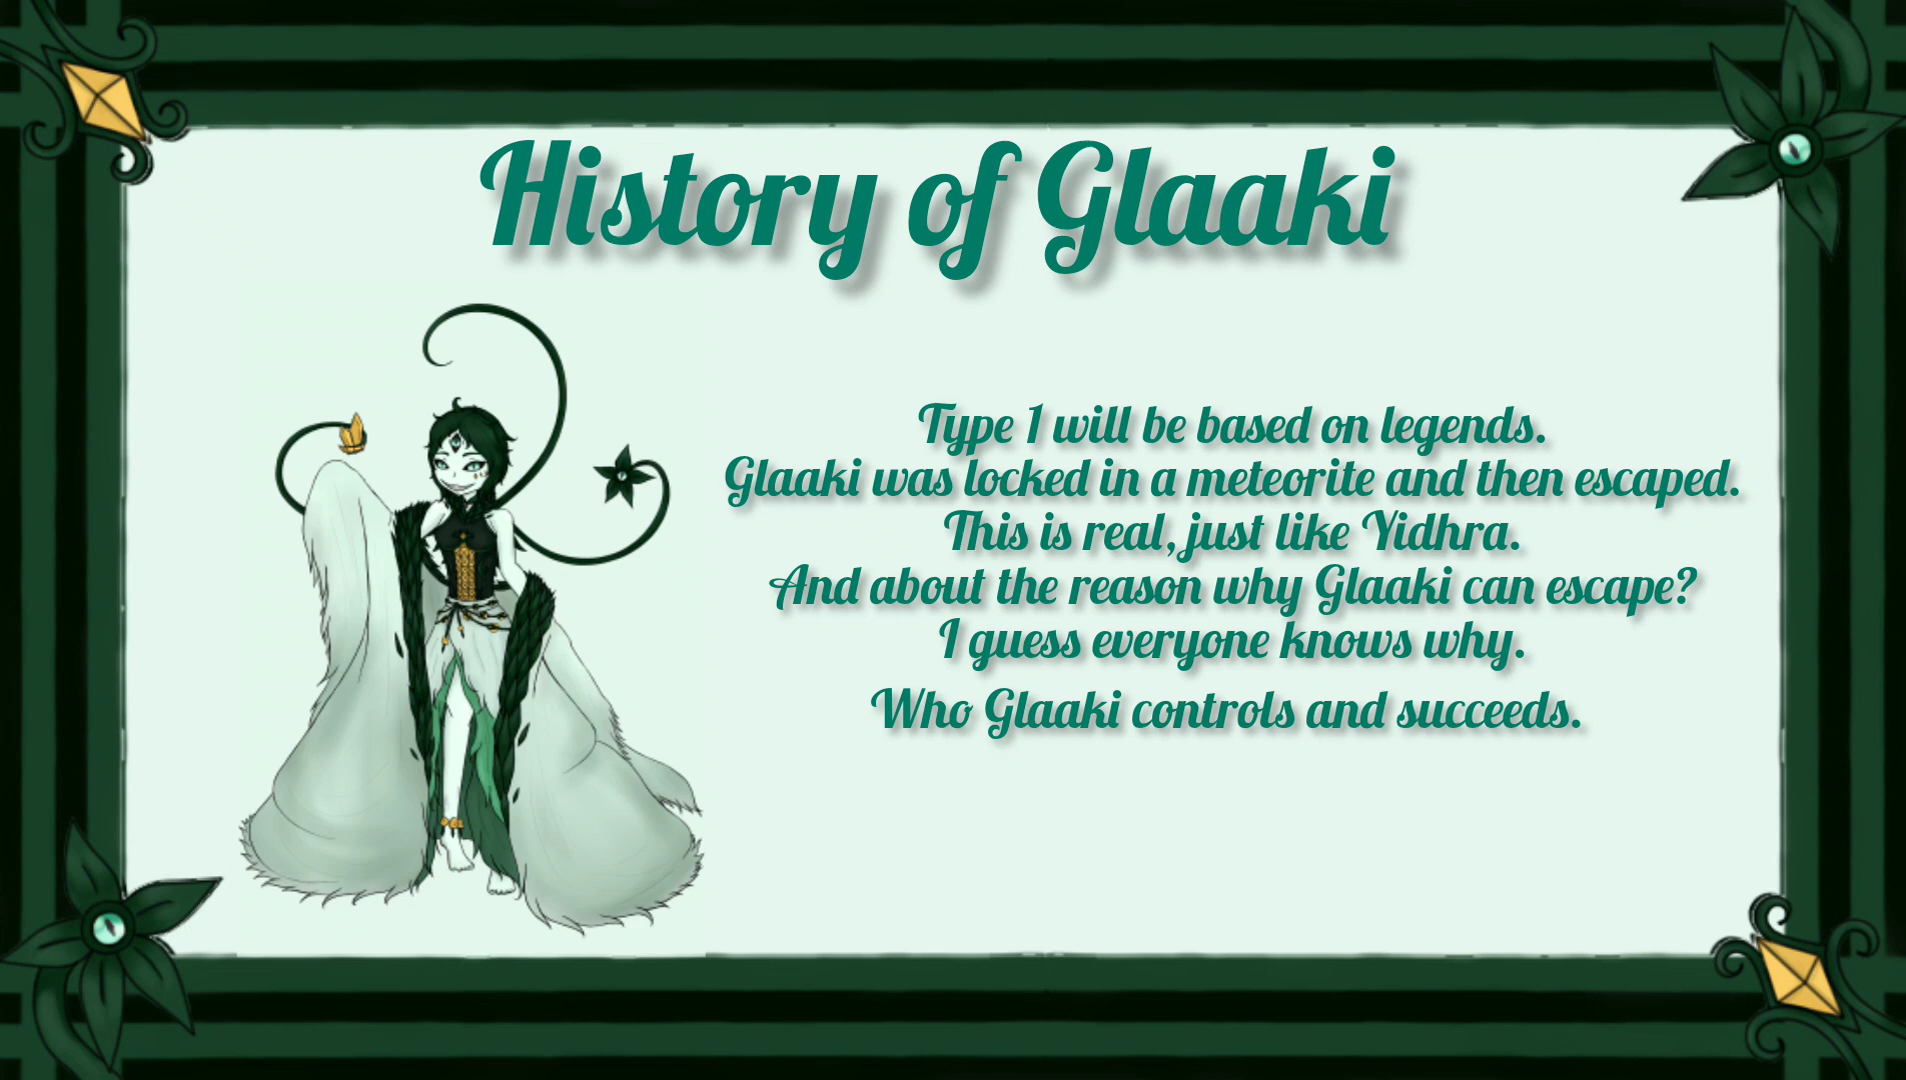 History of Glaaki
Type 1 will be based on legends.
Glaaki was locked in a meteorite and then escaped.
This is real, just like Yidhra.
And about the reason why Glaaki can escape?
I guess everyone knows why.
Who Glaaki controls and succeeds.